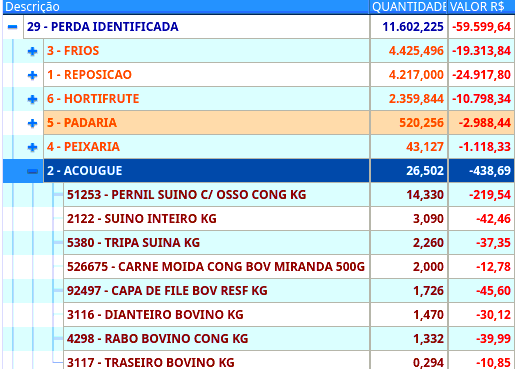 Descrição QUANTIDADE VALOR R$
29 - PERDA IDENTIFICADA 11.602,225 -59.599,64
3 - FRIOS 4.425,496 -19.313,84
1 - REPOSICAO 4.217,000 -24.917,80
6 - HORTIFRUTE 2.359,844 -10.798,34
5 - PADARIA 520,256 -2.988,44
4 - PEIXARIA 43,127 -1.118,33
2 - ACOUGUE 26,502 -438,69
51253 - PERNIL SUINO C/ OSSO CONG KG 14,330 -219,54
2122 - SUINO INTEIRO KG 3,090 -42,46
5380 - TRIPA SUINA KG 2,260 -37,35
526675 - CARNE MOIDA CONG BOV MIRANDA 500G 2,000 -12,78
92497 - CAPA DE FILE BOV RESF KG 1,726 -45,60
3116 - DIANTEIRO BOVINO KG 1,470 -30,12
4298 - RABO BOVINO CONG KG 1,332 -39,99
3117 - TRASEIRO BOVINO KG 0,294 -10,85